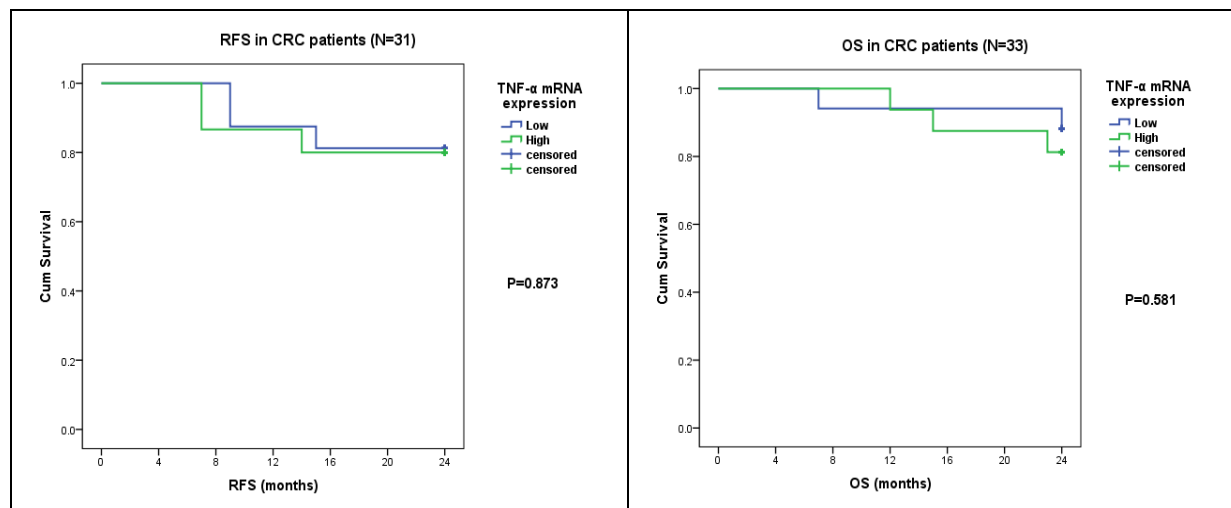 RFS in CRC patients (N=31)
1.0
0.8
0.6
0.4
0.2
0.0
Cum Survival
0
4
8
12
16
20
24
RFS (months)
TNF-α mRNA
expression
Low
High
censored
censored
P=0.873
OS in CRC patients (N=33)
1.0
0.8
0.6
0.4
0.2
0.0
Cum Survival
0
4
8
12
16
20
24
OS (months)
TNF-α mRNA
expression
Low
High
censored
censored
P=0.581